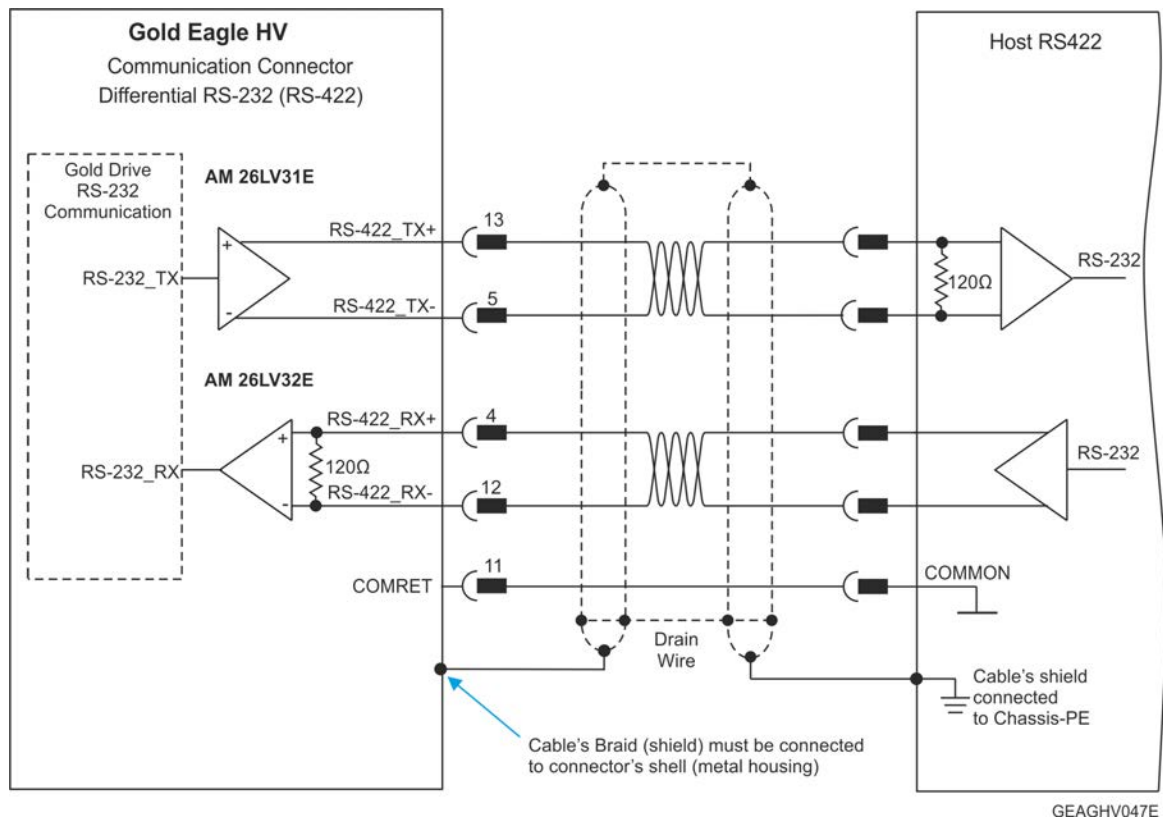 Gold Eagle HV
Communication Connector
Differential RS-232 (RS-422)
Host RS422
Gold Drive
RS-232
Communication
AM 26LV31E
RS-422_TX+
13
RS-232_TX
+
-
RS-422_TX-
5
120Ω
RS-232
AM 26LV32E
RS-422_RX+
4
RS-232_RX
+
-
120Ω
RS-422_RX-
12
RS-232
COMRET
11
COMMON
Drain
Wire
Cable's shield
connected
to Chassis-PE
Cable's Braid (shield) must be connected
to connector's shell (metal housing)
GEAGHV047E